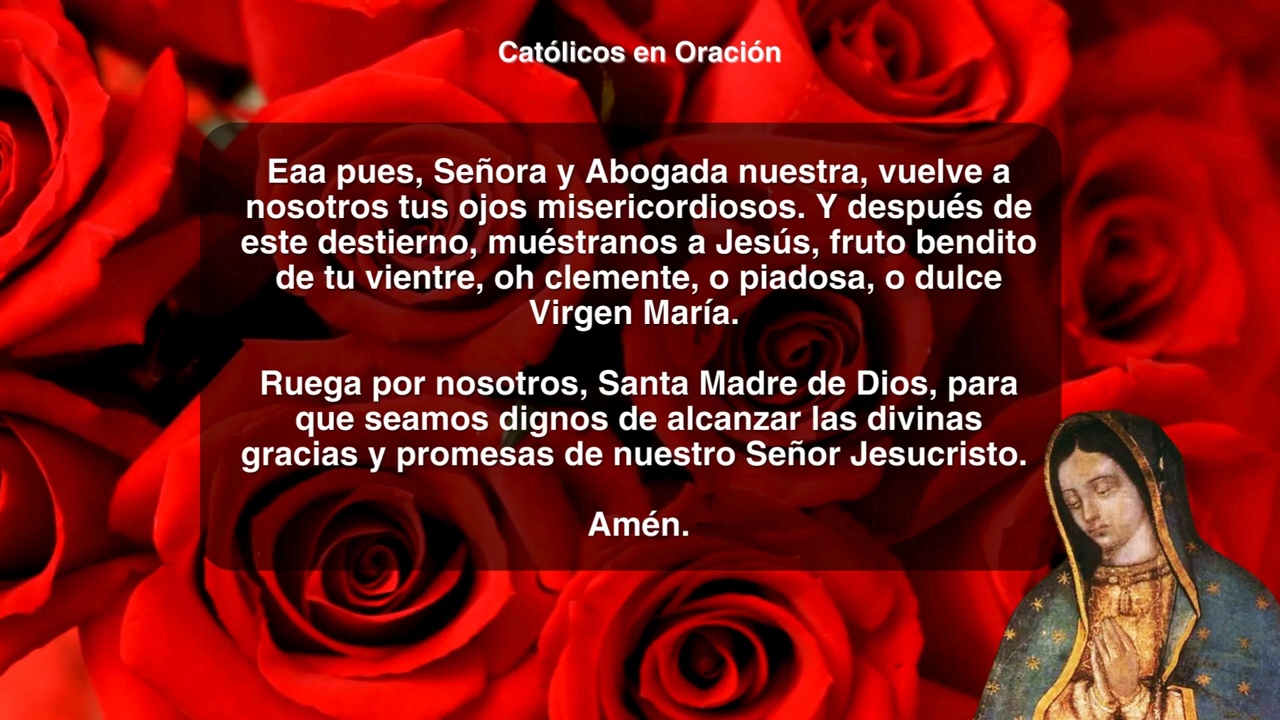 Católicos en Oración
Eaa pues, Señora y Abogada nuestra, vuelve a
nosotros tus ojos misericordiosos. Y después de
este destierno, muéstranos a Jesús, fruto bendito
de tu vientre, oh clemente, o piadosa, o dulce
Virgen María.
Ruega por nosotros, Santa Madre de Dios, para
que seamos dignos de alcanzar las divinas
gracias y promesas de nuestro Señor Jesucristo.
Amén.